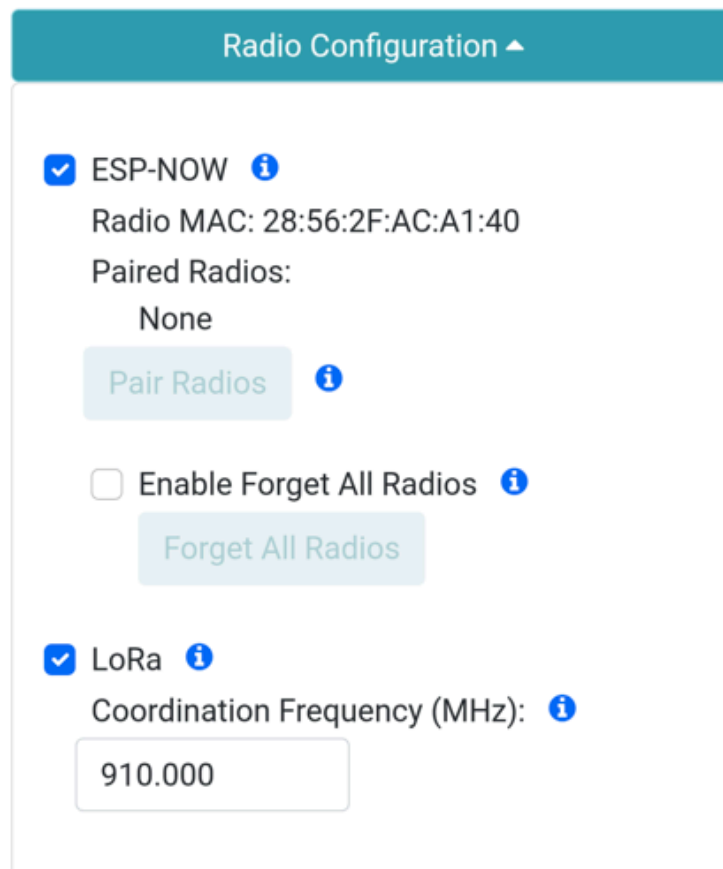 Radio Configuration
ESP-NOW
Radio MAC: 28:56:2F:AC:A1:40
Paired Radios:
None
Pair Radios
Enable Forget All Radios
Forget All Radios
LoRa
Coordination Frequency (MHz):
910.000